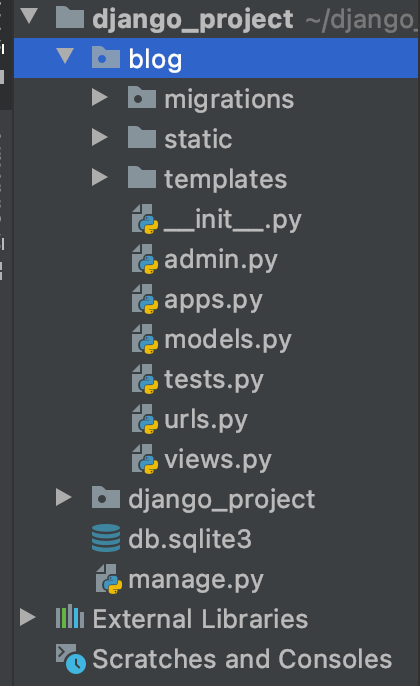 django_project ~/django_
blog
migrations
static
templates
__init__.py
admin.py
apps.py
models.py
tests.py
urls.py
views.py
django_project
db.sqlite3
manage.py
External Libraries
Scratches and Consoles